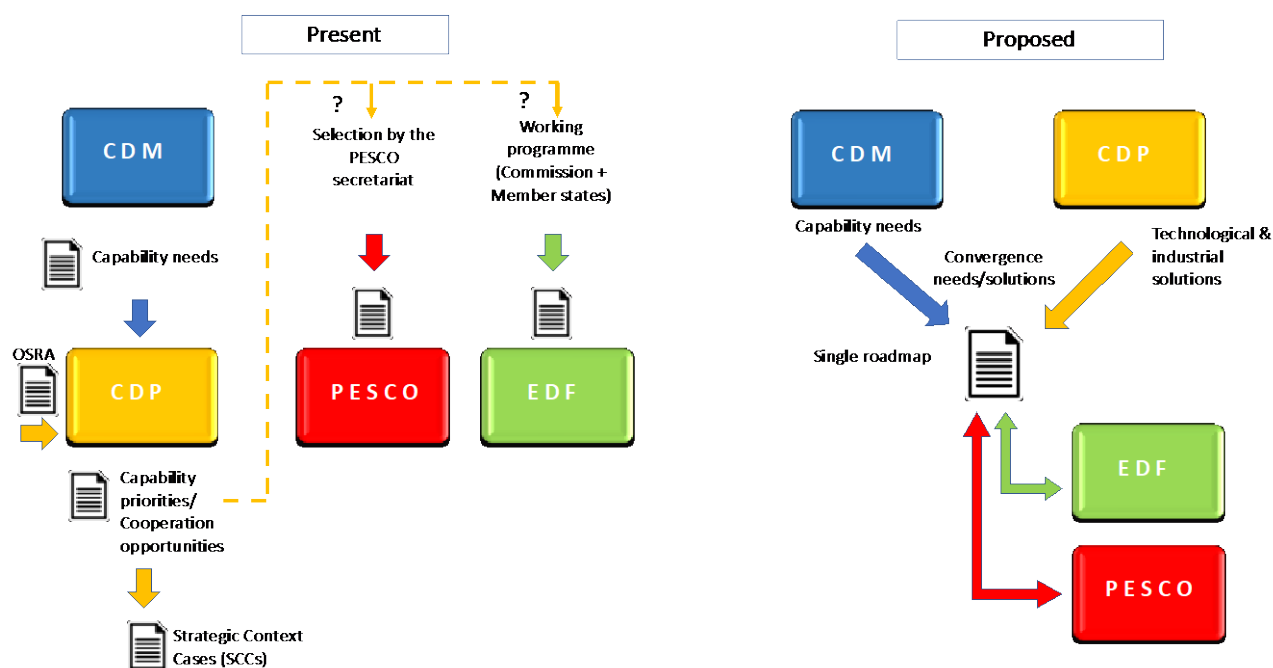 Present
CDM
Capability needs
OSRA
CDP
Capability
priorities/
Cooperation
opportunities
Strategic Context
Cases (SCCs)
?
Selection by the
PESCO
secretariat
PESCO
?
Working
programme
(Commission +
Member states)
EDF
Proposed
CDM
CDP
Capability needs
Technological &
industrial
solutions
Convergence
needs/solutions
Single roadmap
EDF
PESCO